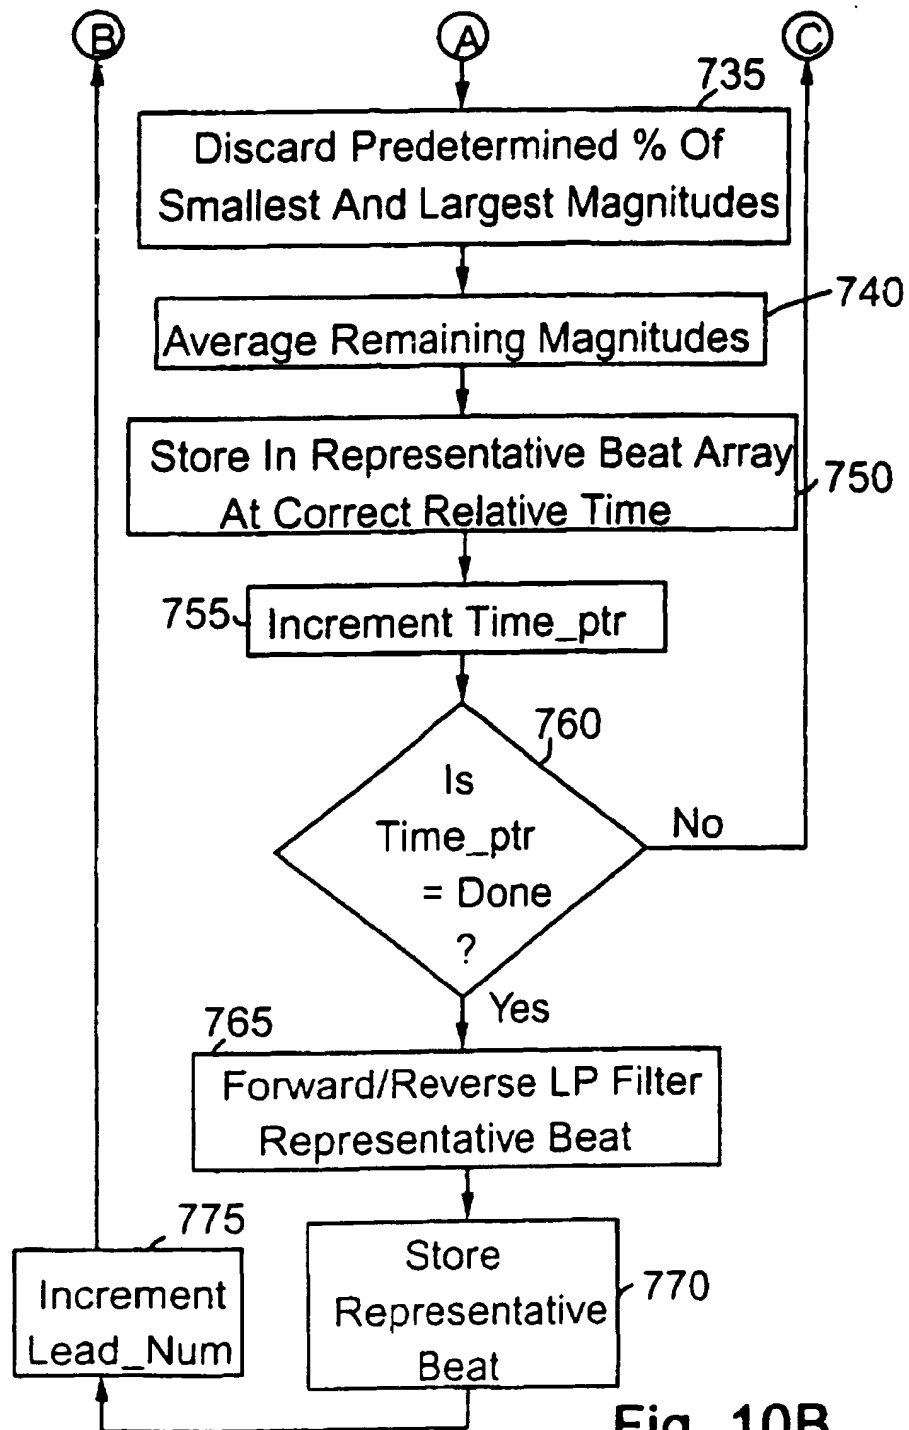 B
A
C
735
Discard Predetermined % Of
Smallest And Largest Magnitudes
740
Average Remaining Magnitudes
Store In Representative Beat Array
At Correct Relative Time
750
755
Increment Time_ptr
760
Is
Time_ptr
= Done
?
No
Yes
765
Forward/Reverse LP Filter
Representative Beat
775
Increment
Lead_Num
Store
Representative
Beat
770
Fig. 10B